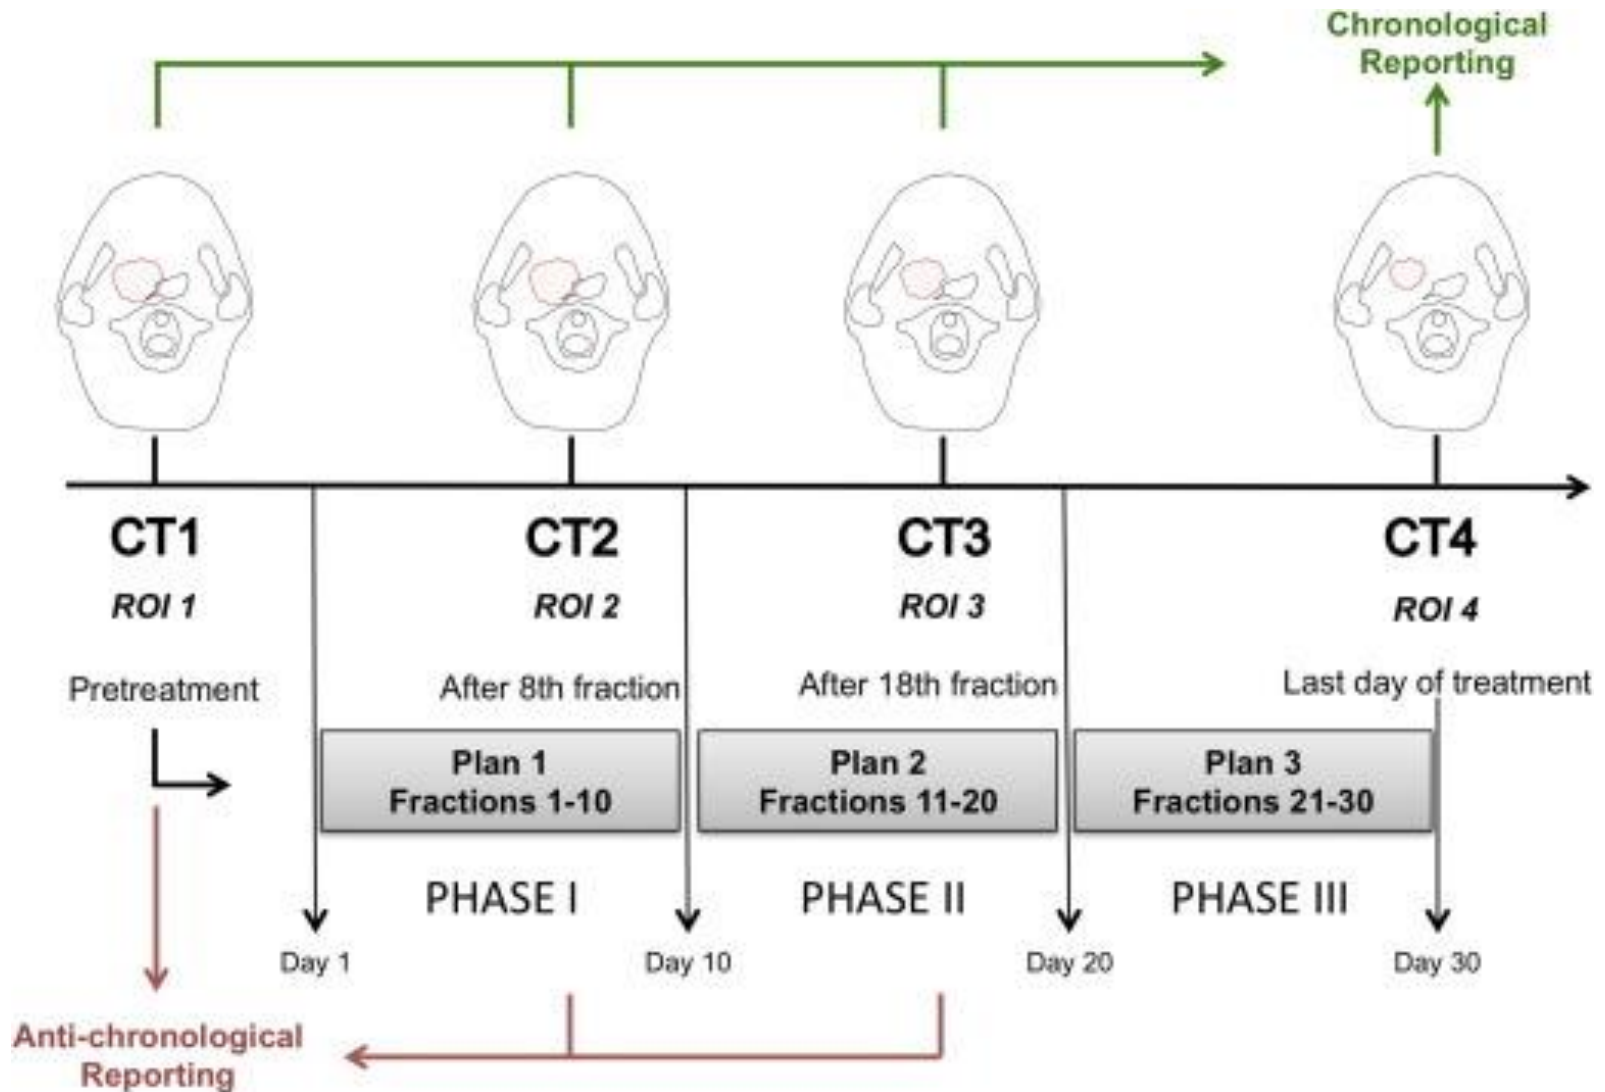 Chronological
Reporting
CT1
CT2
CT3
CT4
ROI 1
ROI 2
ROI 3
ROI 4
Pretreatment
After 8th fraction
After 18th fraction
Last day of treatment
Plan 1
Fractions 1-10
Plan 2
Fractions 11-20
Plan 3
Fractions 21-30
PHASE I
PHASE II
PHASE III
Day 1
Day 10
Day 20
Day 30
Anti-chronological
Reporting